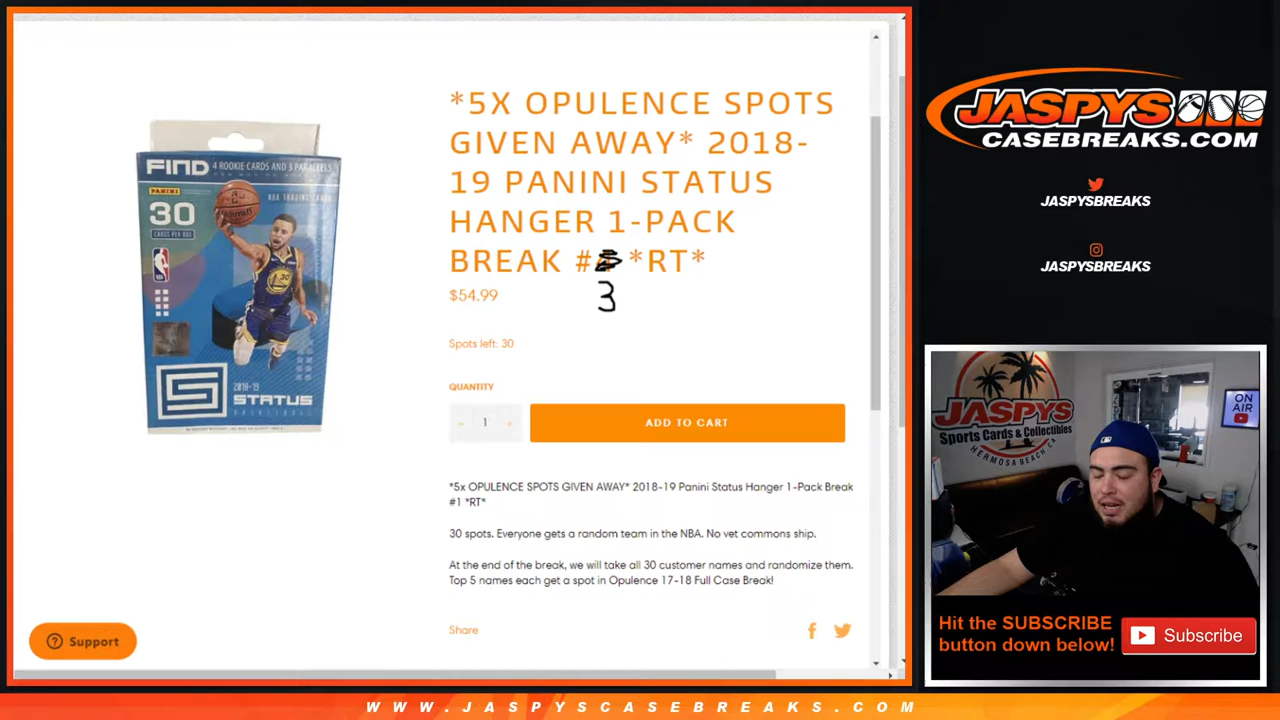 *5X OPULENCE SPOTS
GIVEN AWAY* 2018-
19 PANINI STATUS
HANGER 1-PACK
BREAK # *RT*
3
$54.99
Spots left: 30
QUANTITY
- 1 +
ADD TO CART
*5x OPULENCE SPOTS GIVEN AWAY* 2018-19 Panini Status Hanger 1-Pack Break
#1 *RT*
30 spots. Everyone gets a random team in the NBA. No vet commons ship.
At the end of the break, we will take all 30 customer names and randomize them.
Top 5 names each get a spot in Opulence 17-18 Full Case Break!
Share
Support
FIND 4 ROOKIE CARDS AND 3 PARALLELS
PANINI
NBA TRADING CARDS
30
CARDS PER BOX
30
2018-19
STATUS
BASKETBALL
JASPYS
CASEBREAKS.COM
JASPYSBREAKS
JASPYSBREAKS
JASPYS
Sports Cards & Collectibles
HERMOSA BEACH CA
ON
AIR
Hit the SUBSCRIBE
button down below!
Subscribe
WWW.JASPYSCASEBREAKS.COM